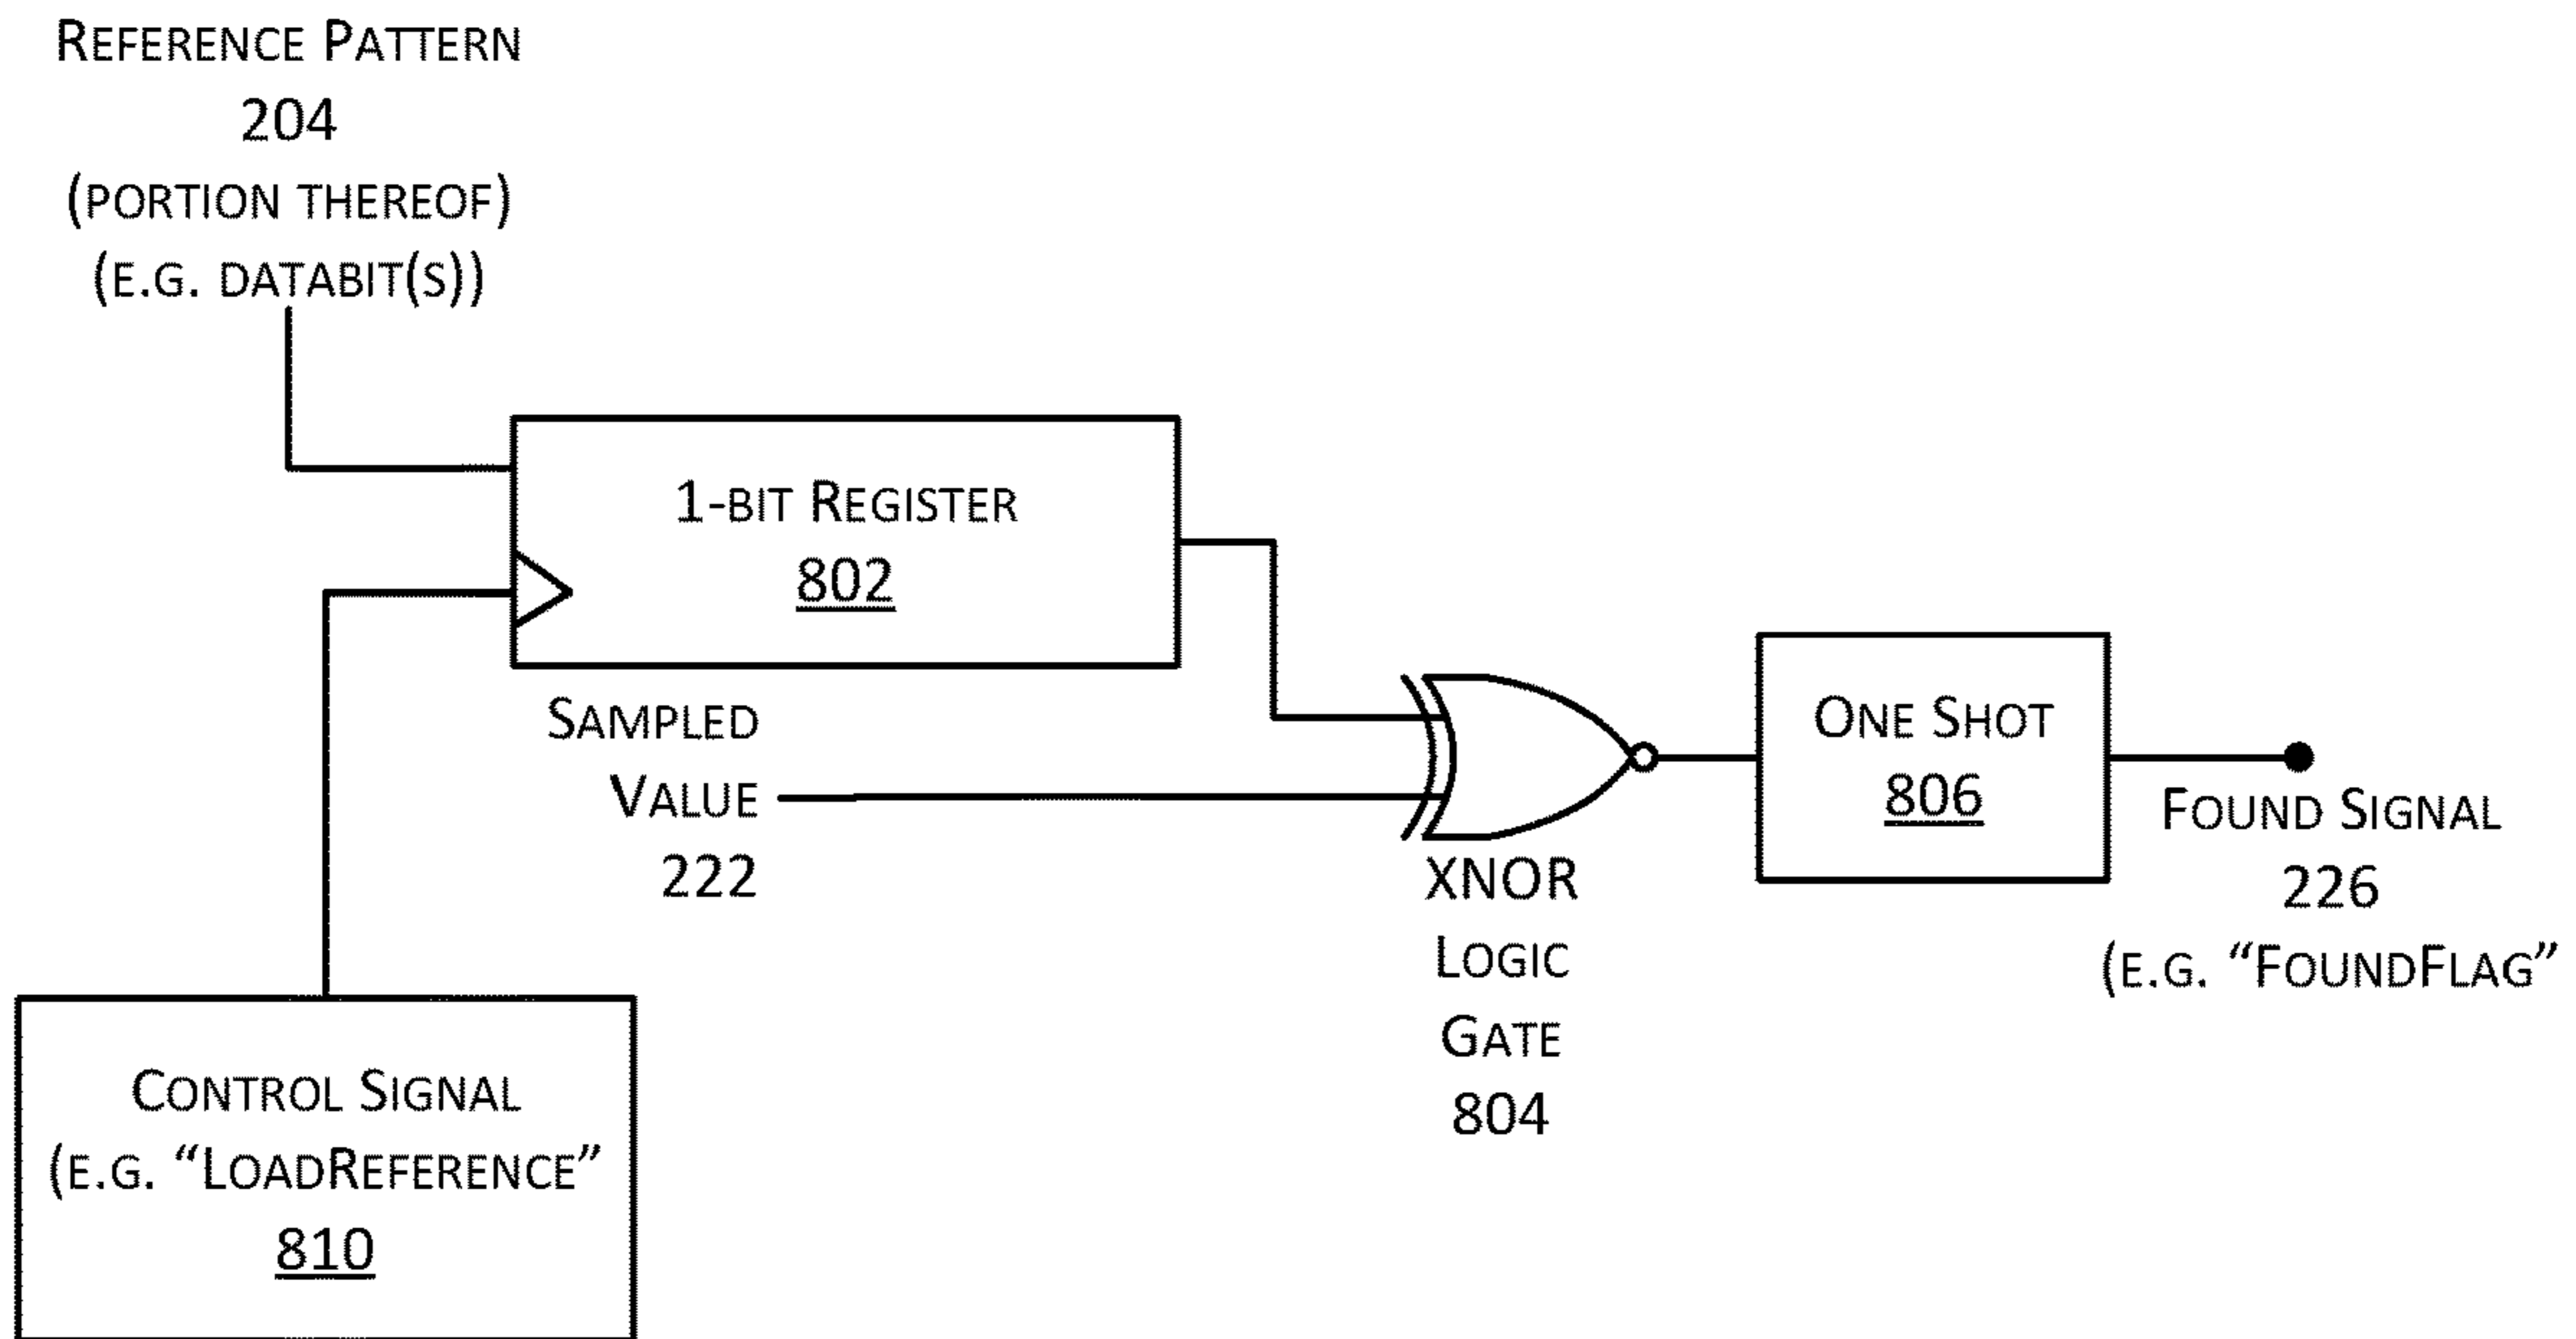 REFERENCE PATTERN
204
(PORTION THEREOF)
(E.G. DATABIT(S))
1-BIT REGISTER
802
SAMPLED
VALUE
222
XNOR
LOGIC
GATE
804
ONE SHOT
806
FOUND SIGNAL
226
(E.G. “FOUNDFLAG”
CONTROL SIGNAL
(E.G. “LOADREFERENCE”
810